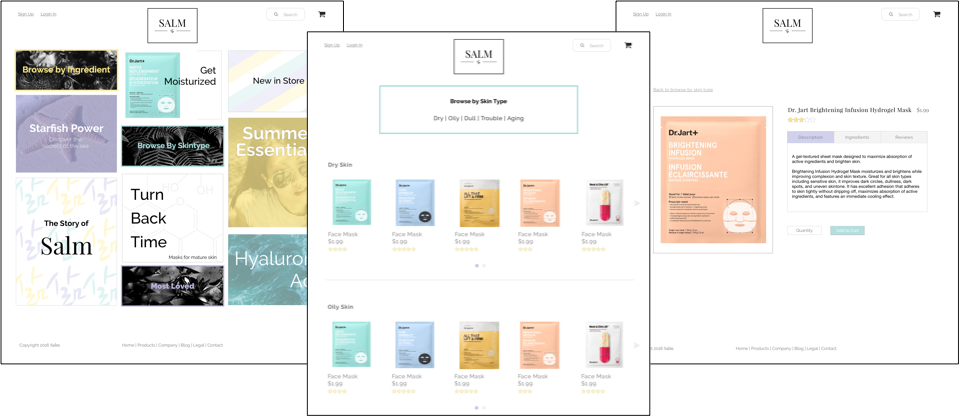 Sign Up Log In
SALM
Search
Browse by Ingredient
Dr.Jart+
Get
Moisturized
New in Store
Starfish Power
Discover the
secret of the sea
Browse By Skintype
Summe
Essentia
The Story of
Salm
Turn
Back
Time
Masks for mature skin
Hyaluron
Ac
Most Loved
Copyright 2016 Salm
Home | Products | Company | Blog | Legal | Contact
Sign Up Log In
SALM
Search
Browse by Skin Type
Dry | Oily | Dull | Trouble | Aging
Dry Skin
Face Mask Face Mask Face Mask Face Mask Face Mask
$1.99 $1.99 $1.99 $1.99 $1.99
Oily Skin
Face Mask Face Mask Face Mask Face Mask Face Mask
$1.99 $1.99 $1.99 $1.99 $1.99
Sign Up Log In
SALM
Search
Back to browse by skin type
Dr.Jart+
BRIGHTENING
INFUSION
INFUSION
ÉCLAIRCISSANTE
Dr. Jart Brightening Infusion Hydrogel Mask $1.99
Description Ingredients Reviews
A gel-textured sheet mask designed to maximize absorption of
active ingredients and brighten skin.
Brightening Infusion Hydrogel Mask moisturizes and brightens while
improving complexion and skin texture. Great for all skin types
including sensitive skin, it improves dark circles, dullness, dark
spots, and uneven skintones. It has excellent adhesion that adheres
to skin tightly without dripping off, maximizes absorption of active
ingredients, and features an immediate cooling effect.
Quantity
Add to Cart
2016 Salm
Home | Products | Company | Blog | Legal | Contact